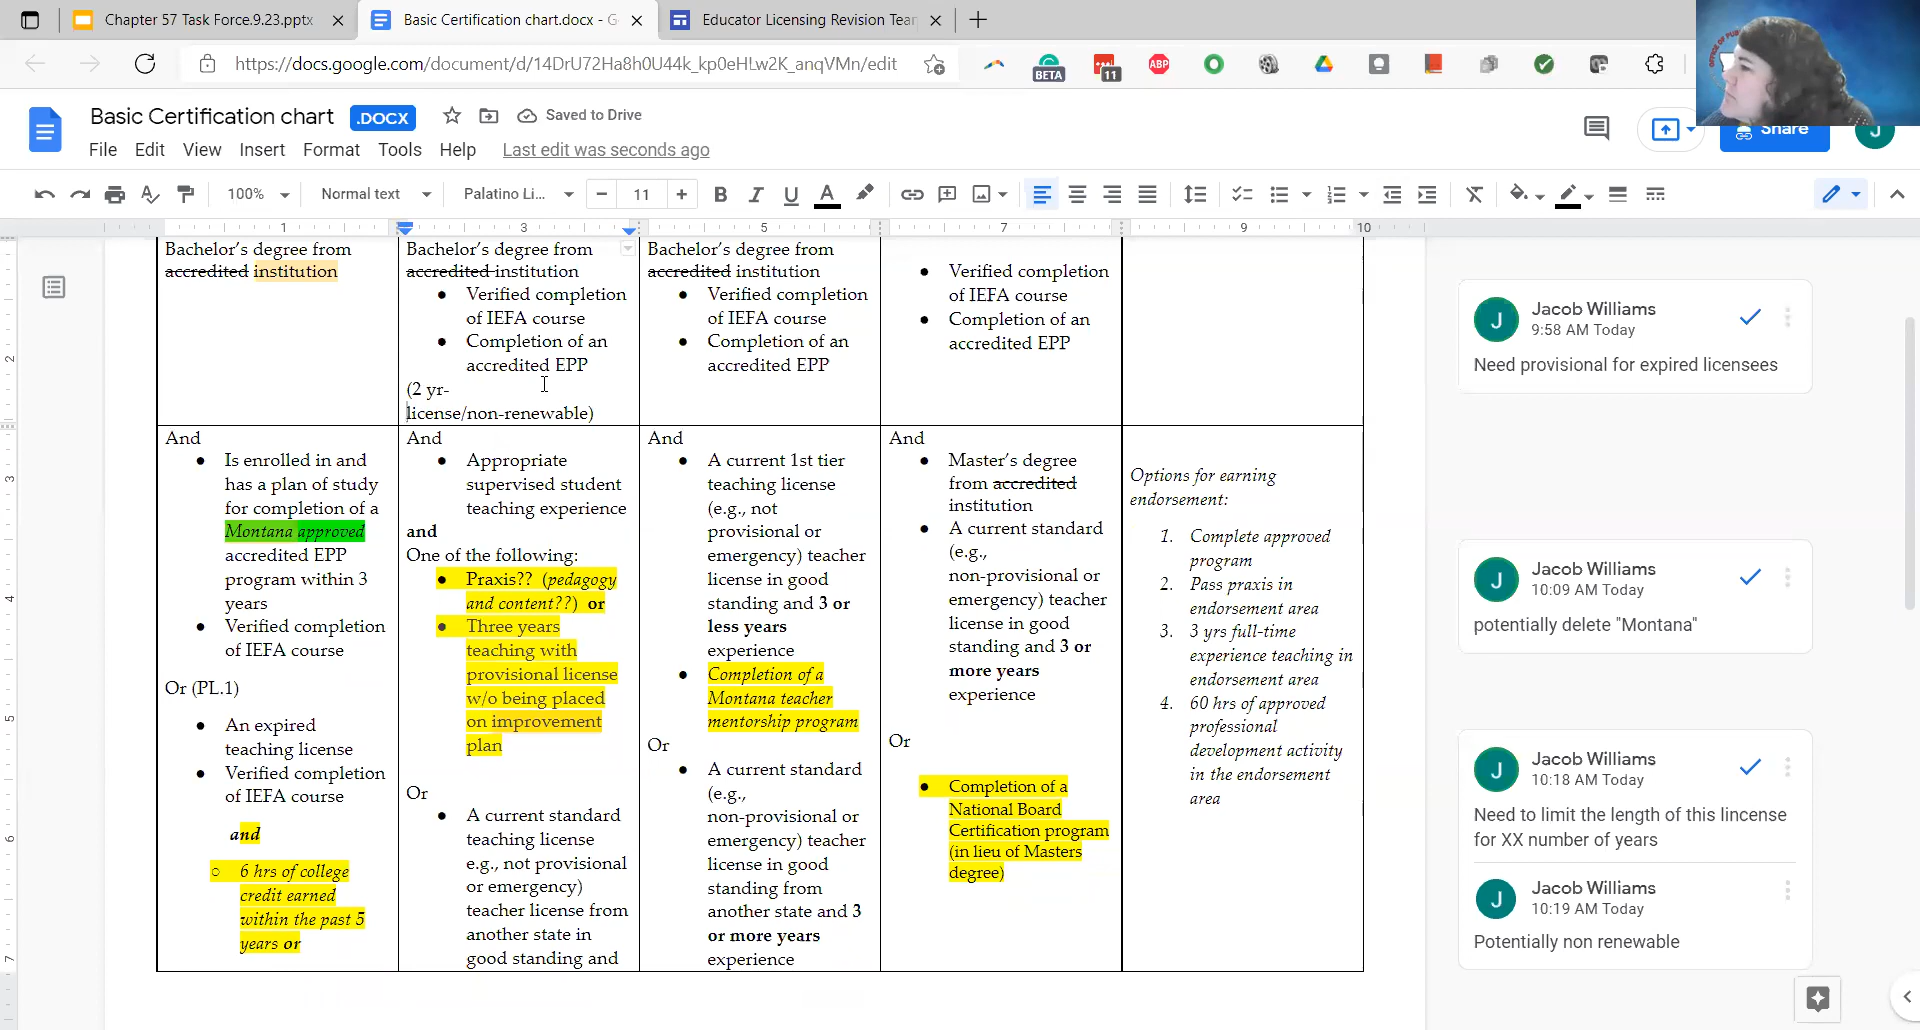 Chapter 57 Task Force.9.23.pptx
Basic Certification chart.docx - G
Educator Licensing Revision Tear
https://docs.google.com/document/d/14DrU72Ha8h0U44k_kp0eH!.w2K_anqVMn/edit
BETA
11
ABP
Basic Certification chart
.DOCX
Saved to Drive
File Edit View Insert Format Tools Help
Last edit was seconds ago
Share
J
100%
Normal text
Palatino Li...
11
B I U A
1 3 5 7 9 10
Bachelor's degree from
accredited institution
Bachelor's degree from
accredited institution
● Verified completion
of IEFA course
● Completion of an
accredited EPP
(2 yr-
license/non-renewable)
Bachelor's degree from
accredited institution
● Verified completion
of IEFA course
● Completion of an
accredited EPP
● Verified completion
of IEFA course
● Completion of an
accredited EPP
And
● Is enrolled in and
has a plan of study
for completion of a
Montana approved
accredited EPP
program within 3
years
● Verified completion
of IEFA course
Or (PL.1)
● An expired
teaching license
● Verified completion
of IEFA course
and
○ 6 hrs of college
credit earned
within the past 5
years or
And
● Appropriate
supervised student
teaching experience
and
One of the following:
● Praxis?? (pedagogy
and content??) or
● Three years
teaching with
provisional license
w/o being placed
on improvement
plan
Or
● A current standard
teaching license
e.g., not provisional
or emergency)
teacher license from
another state in
good standing and
And
● A current 1st tier
teaching license
(e.g., not
provisional or
emergency) teacher
license in good
standing and 3 or
less years
experience
● Completion of a
Montana teacher
mentorship program
Or
● A current standard
(e.g.,
non-provisional or
emergency) teacher
license in good
standing from
another state and 3
or more years
experience
And
● Master's degree
from accredited
institution
● A current standard
(e.g.,
non-provisional or
emergency) teacher
license in good
standing and 3 or
more years
experience
Or
● Completion of a
National Board
Certification program
(in lieu of Masters
degree)
Options for earning
endorsement:
1. Complete approved
program
2. Pass praxis in
endorsement area
3. 3 yrs full-time
experience teaching in
endorsement area
4. 60 hrs of approved
professional
development activity
in the endorsement
area
2
3
4
5
6
7
J
Jacob Williams
9:58 AM Today
Need provisional for expired licensees
J
Jacob Williams
10:09 AM Today
potentially delete "Montana"
J
Jacob Williams
10:18 AM Today
Need to limit the length of this lincense
for XX number of years
J
Jacob Williams
10:19 AM Today
Potentially non renewable